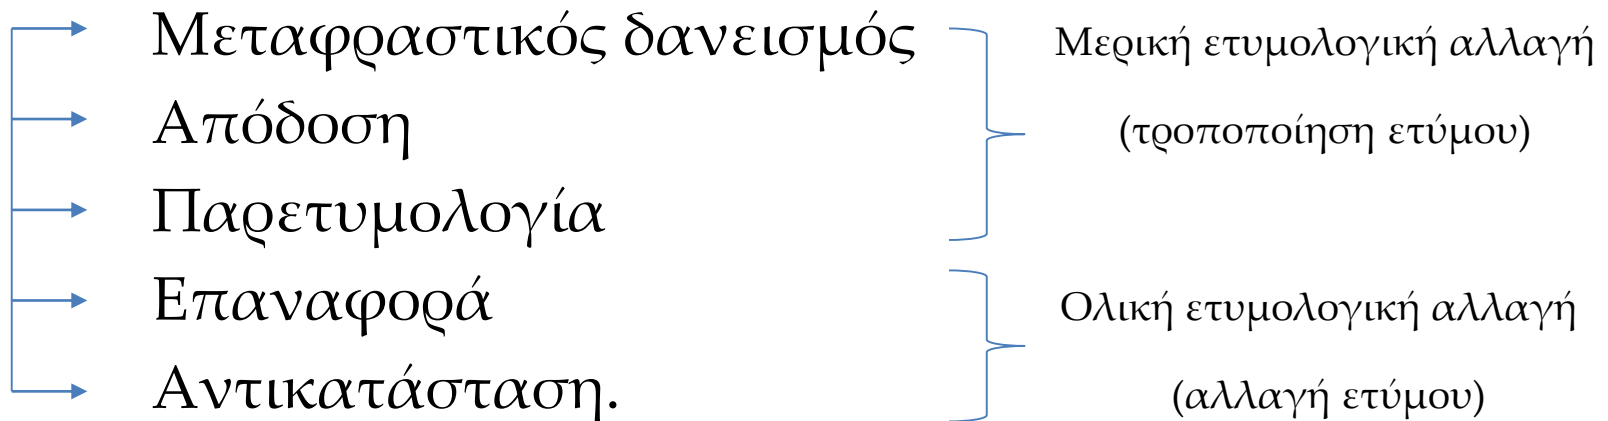 Μεταφραστικός δανεισμός
Απόδοση
Παρετυμολογία
Επαναφορά
Αντικατάσταση.
Μερική ετυμολογική αλλαγή
(τροποποίηση ετύμου)
Ολική ετυμολογική αλλαγή
(αλλαγή ετύμου)